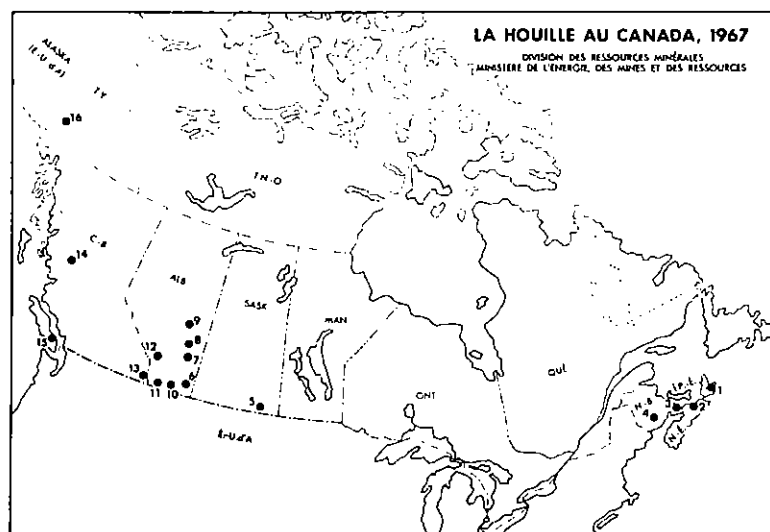 LA HOUILLE AU CANADA, 1967
DIVISION DES RESSOURCES MINÉRALES
MINISTÈRE DE L'ÉNERGIE, DES MINES ET DES RESSOURCES
ALASKA
(É-U d'A)
TY
16
T N-O
C-B
14
ALB
SASK
MAN
9
8
7
12
15
13
11
10
6
5
ONT
QUÉ
É-U d'A
I P-É
N-B
N-É
1
2
3
4